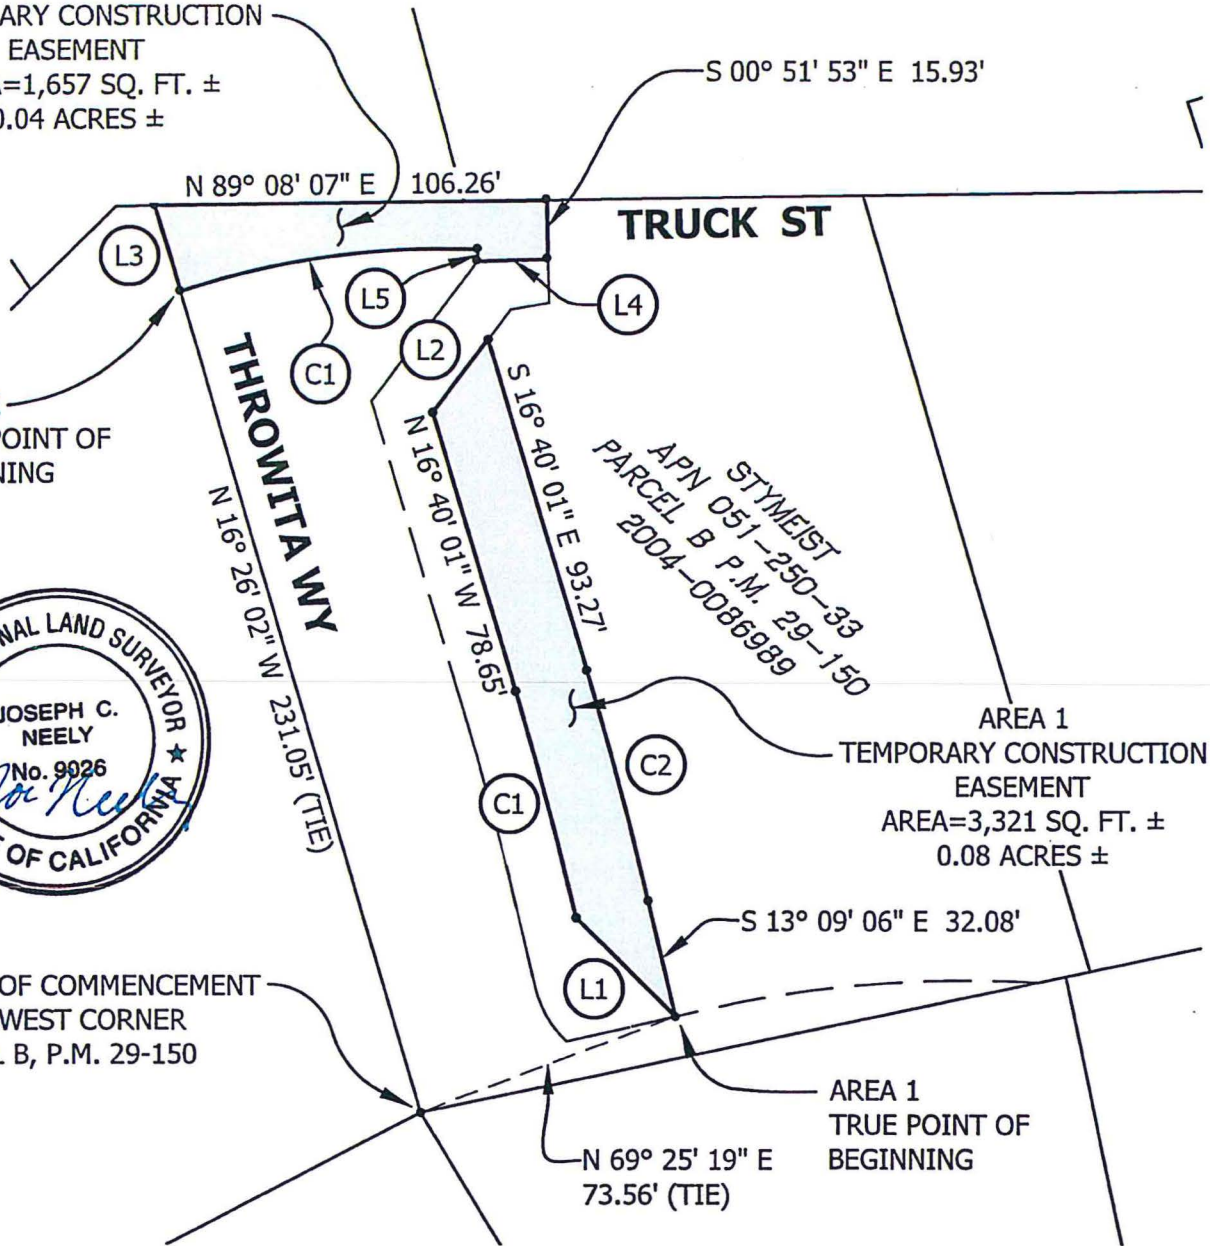 ARY CONSTRUCTION
EASEMENT
A=1,657 SQ. FT. ±
0.04 ACRES ±
S 00° 51' 53" E 15.93'
N 89° 08' 07" E 106.26'
TRUCK ST
L3
L5
L4
L2
C1
THROWITA WY
POINT OF
NING
S 16° 40' 01" E 93.27'
N 16° 40' 01" W 78.65'
N 16° 26' 02" W 231.05' (TIE)
STYMEIST
APN 051-250-33
PARCEL B P.M. 29-150
2004-0086989
NAL LAND SURVEYOR
JOSEPH C.
NEELY
No. 9026
OF CALIFORNIA
Joe Neely
AREA 1
TEMPORARY CONSTRUCTION
EASEMENT
AREA=3,321 SQ. FT. ±
0.08 ACRES ±
C2
C1
S 13° 09' 06" E 32.08'
L1
OF COMMENCEMENT
WEST CORNER
L B, P.M. 29-150
AREA 1
TRUE POINT OF
BEGINNING
N 69° 25' 19" E
73.56' (TIE)